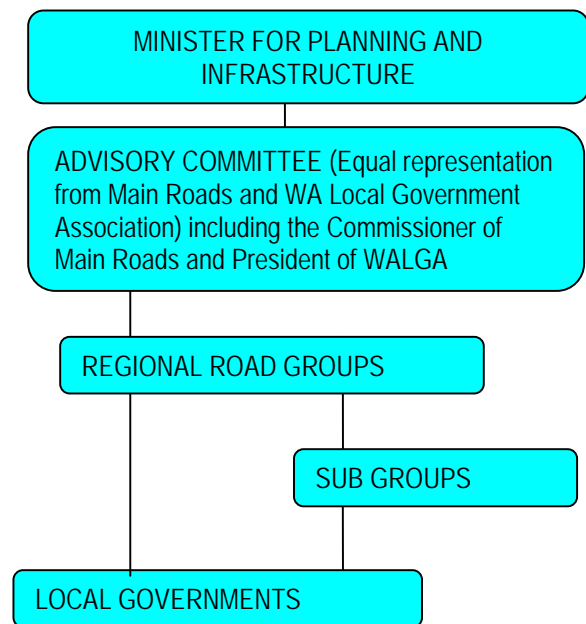 MINISTER FOR PLANNING AND
INFRASTRUCTURE
ADVISORY COMMITTEE (Equal representation
from Main Roads and WA Local Government
Association) including the Commissioner of
Main Roads and President of WALGA
REGIONAL ROAD GROUPS
SUB GROUPS
LOCAL GOVERNMENTS